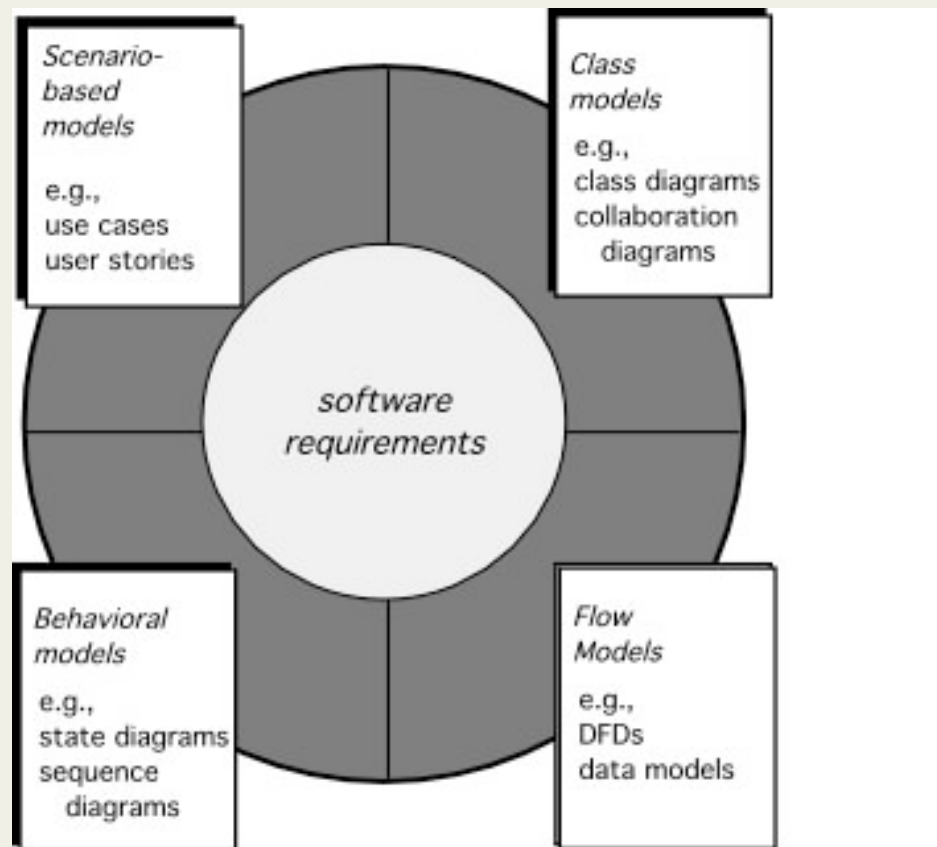 Scenario-
based
models
e.g.,
use cases
user stories
Class
models
e.g.,
class diagrams
collaboration
diagrams
software
requirements
Behavioral
models
e.g.,
state diagrams
sequence
diagrams
Flow
Models
e.g.,
DFDs
data models